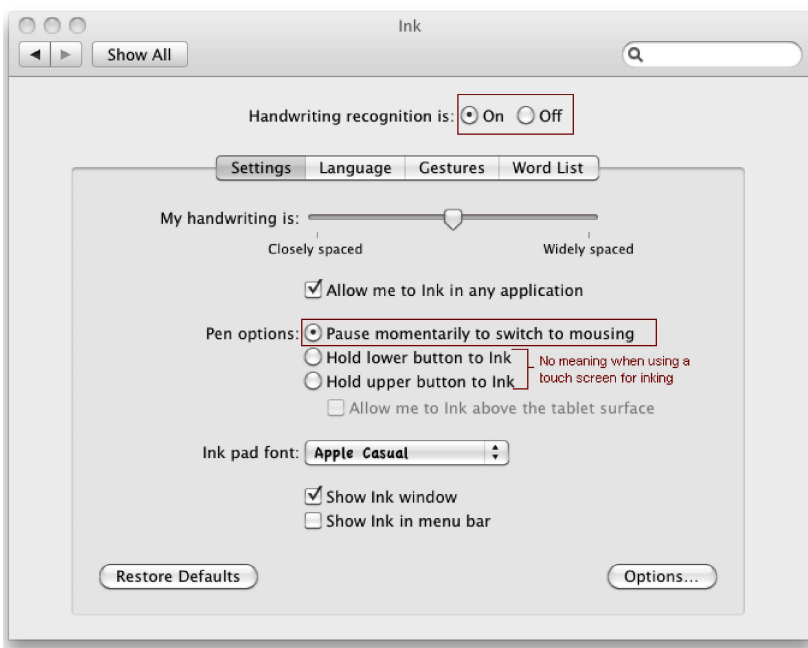 Ink
Show All
Handwriting recognition is: On Off
Settings Language Gestures Word List
My handwriting is:
Closely spaced Widely spaced
Allow me to Ink in any application
Pen options: Pause momentarily to switch to mousing
Hold lower button to Ink
Hold upper button to Ink
No meaning when using a
touch screen for inking
Allow me to Ink above the tablet surface
Ink pad font: Apple Casual
Show Ink window
Show Ink in menu bar
Restore Defaults Options...